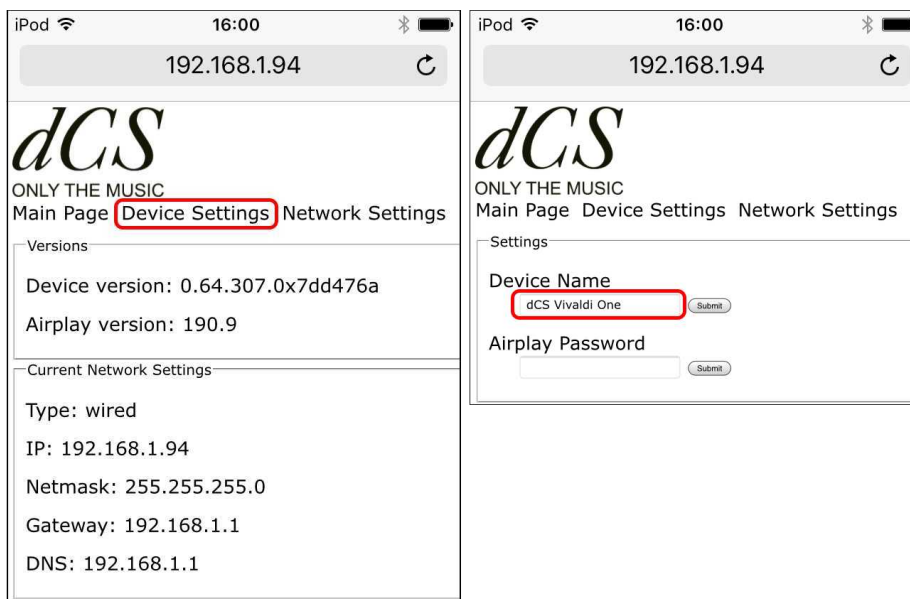 iPod 16:00
192.168.1.94
dCS
ONLY THE MUSIC
Main Page Device Settings Network Settings
Versions
Device version: 0.64.307.0x7dd476a
Airplay version: 190.9
Current Network Settings
Type: wired
IP: 192.168.1.94
Netmask: 255.255.255.0
Gateway: 192.168.1.1
DNS: 192.168.1.1
iPod 16:00
192.168.1.94
dCS
ONLY THE MUSIC
Main Page Device Settings Network Settings
Settings
Device Name
dCS Vivaldi One Submit
Airplay Password
Submit